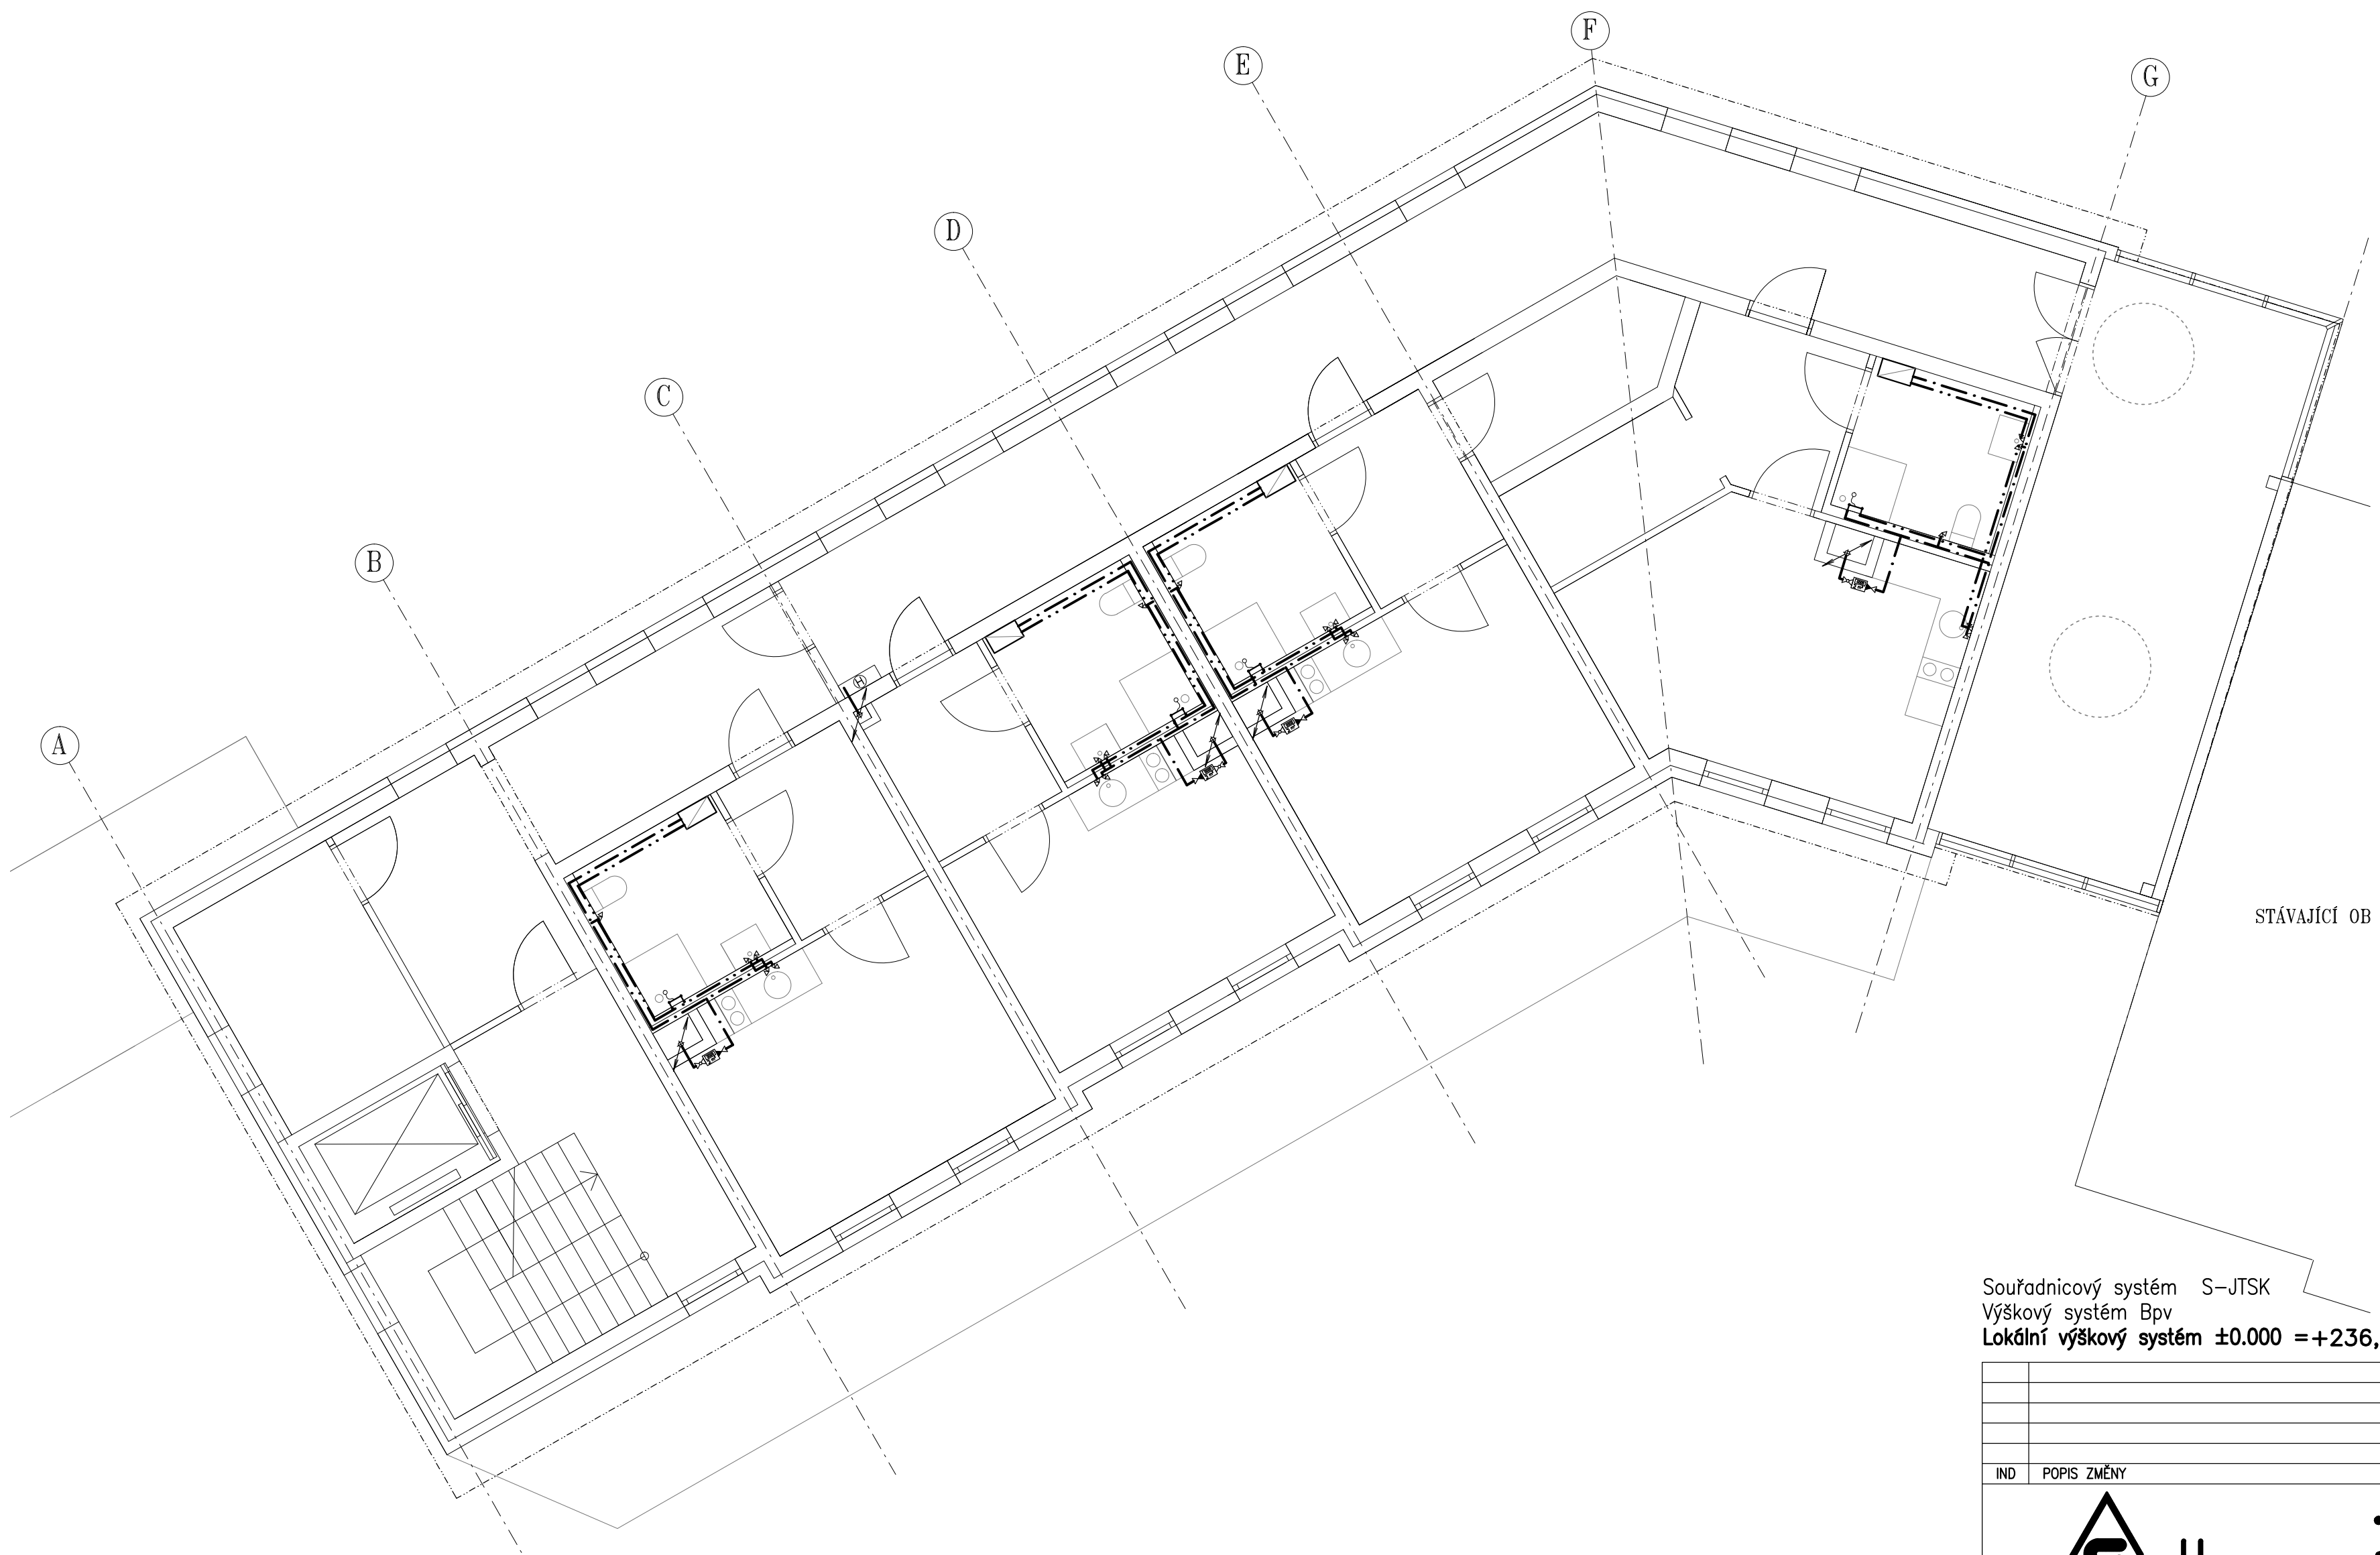 F
E
G
D
C
B
A
H
STÁVAJÍCÍ OB
Souřadnicový systém S-JTSK
Výškový systém Bpv
Lokální výškový systém ±0.000 =+236,
IND POPIS ZMĚNY